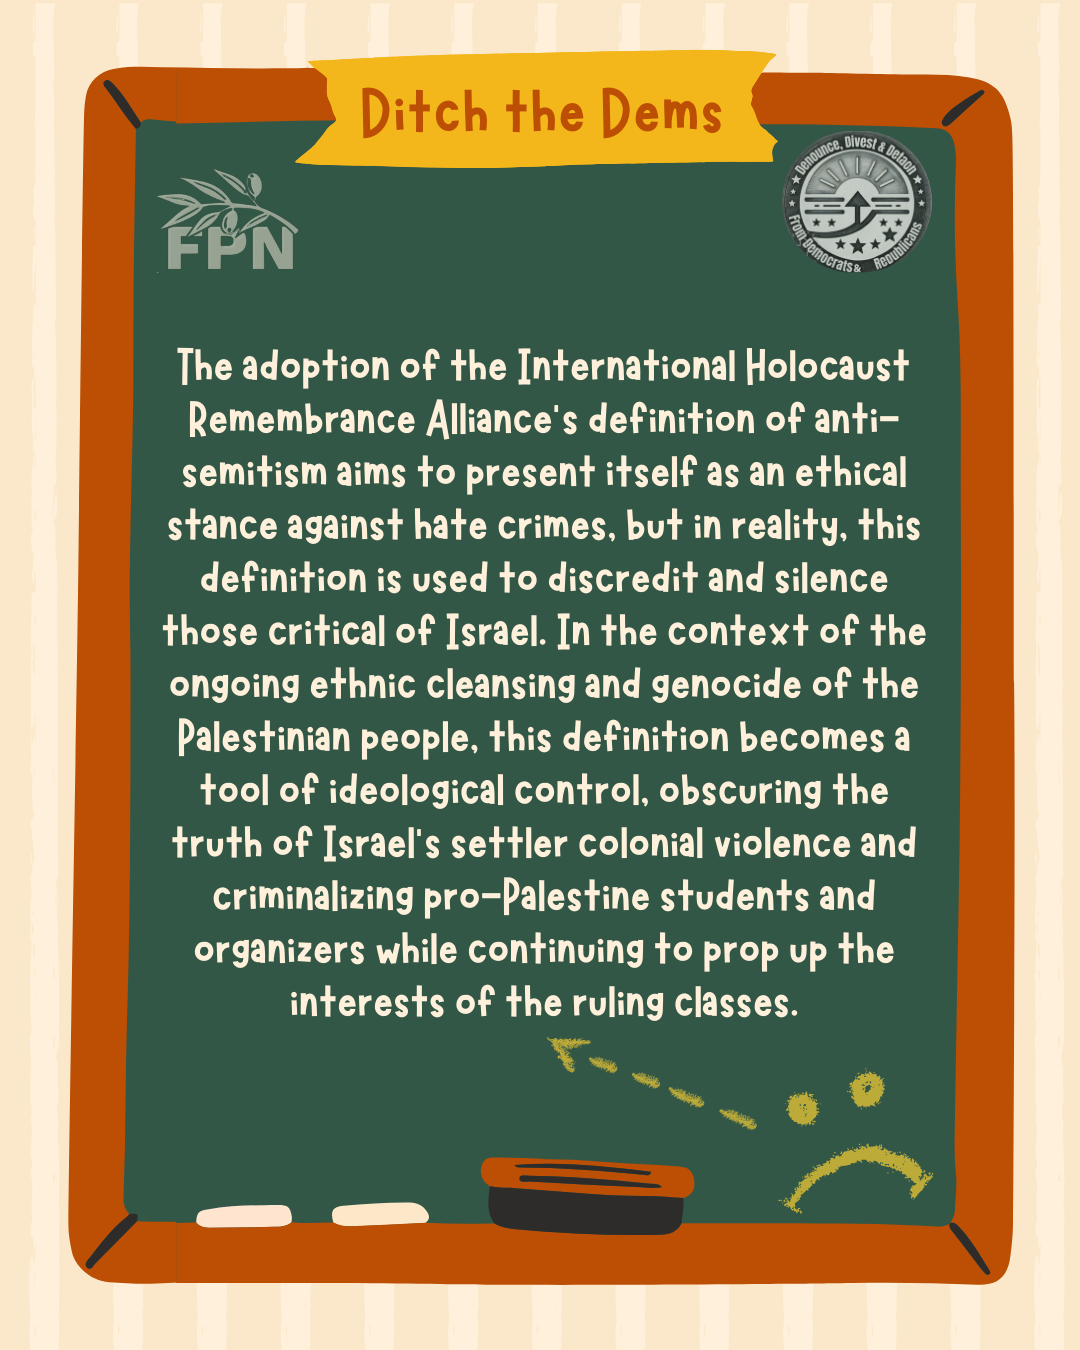 Ditch the Dems
FPN
Denounce, Divest & Detaon
From Democrats & Republicans
The adoption of the International Holocaust
Remembrance Alliance's definition of anti-
semitism aims to present itself as an ethical
stance against hate crimes, but in reality, this
definition is used to discredit and silence
those critical of Israel. In the context of the
ongoing ethnic cleansing and genocide of the
Palestinian people, this definition becomes a
tool of ideological control, obscuring the
truth of Israel's settler colonial violence and
criminalizing pro-Palestine students and
organizers while continuing to prop up the
interests of the ruling classes.